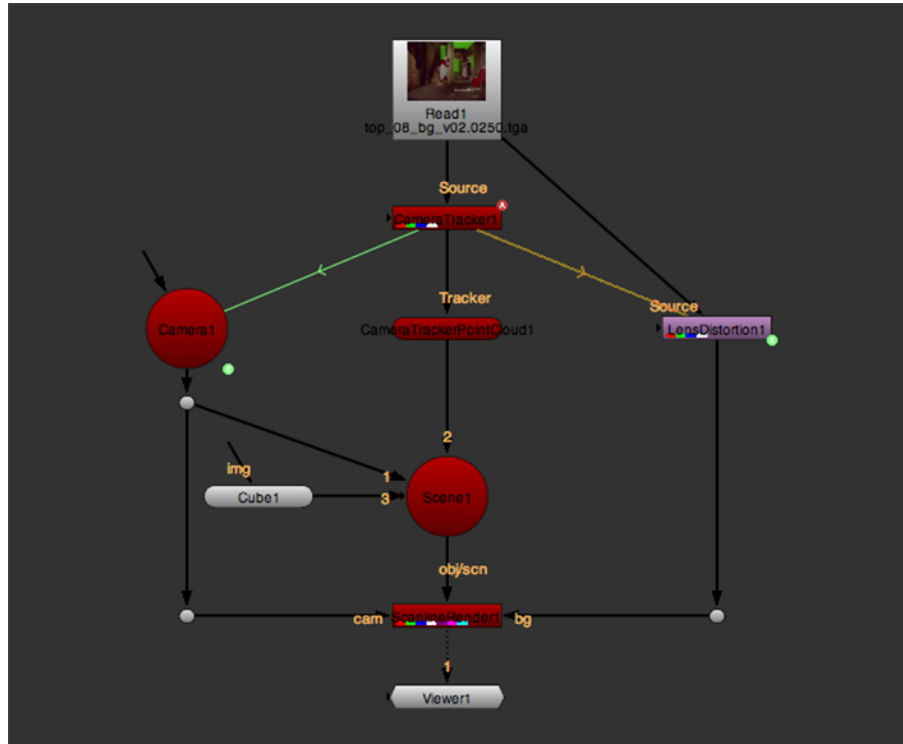 Read1
top_08_bg_v02.0250.tga
Source
A
CameraTracker1
Tracker
Source
Camera1
CameraTrackerPointCloud1
LensDistortion1
E
E
2
img
1
Cube1
3
Scene1
obj/scn
cam
ScanlineRender1
bg
1
Viewer1